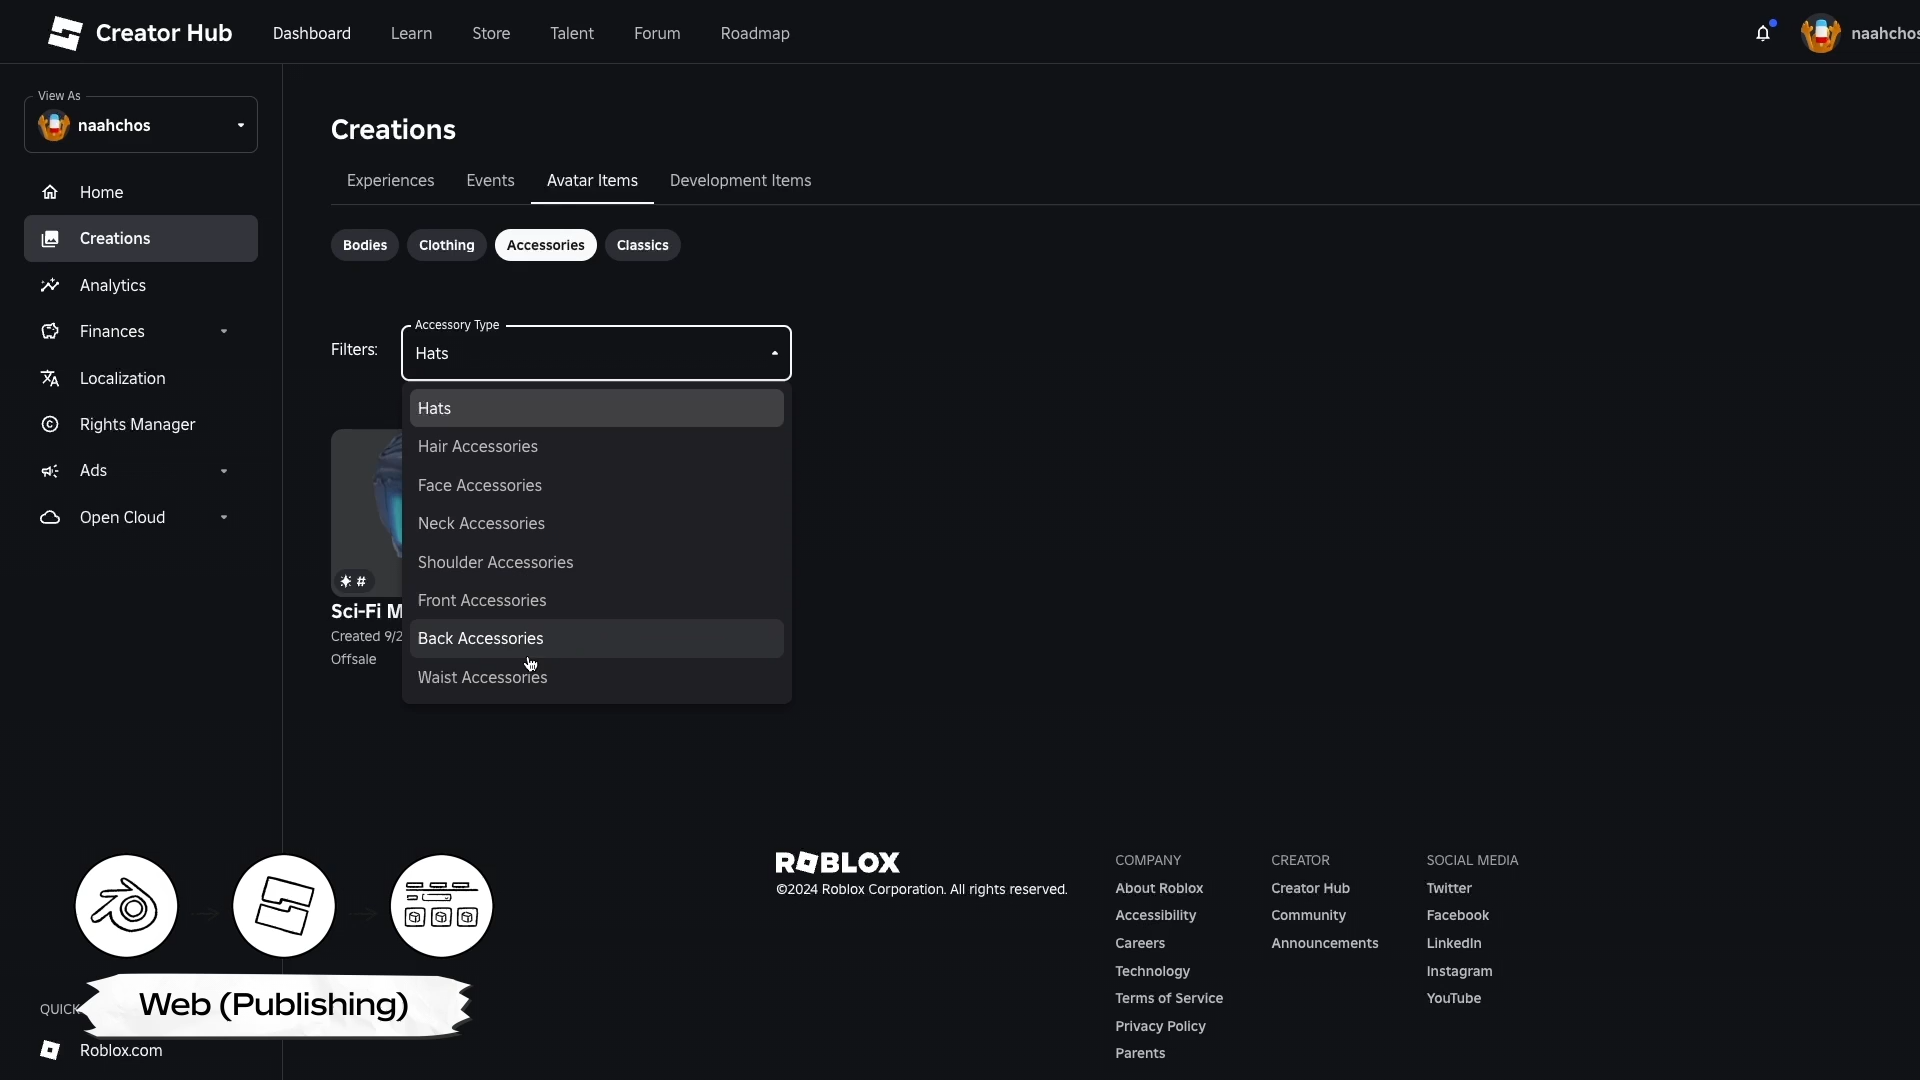 Creator Hub
Dashboard
Learn
Store
Talent
Forum
Roadmap
naahchos
View As
naahchos
Home
Creations
Analytics
Finances
Localization
Rights Manager
Ads
Open Cloud
Creations
Experiences
Events
Avatar Items
Development Items
Bodies
Clothing
Accessories
Classics
Filters:
Accessory Type
Hats
Hats
Hair Accessories
Face Accessories
Neck Accessories
Shoulder Accessories
Front Accessories
Back Accessories
Waist Accessories
#
Sci-Fi M
Created 9/2
Offsale
ROBLOX
©2024 Roblox Corporation. All rights reserved.
COMPANY
About Roblox
Accessibility
Careers
Technology
Terms of Service
Privacy Policy
Parents
CREATOR
Creator Hub
Community
Announcements
SOCIAL MEDIA
Twitter
Facebook
LinkedIn
Instagram
YouTube
QUICK
Web (Publishing)
Roblox.com